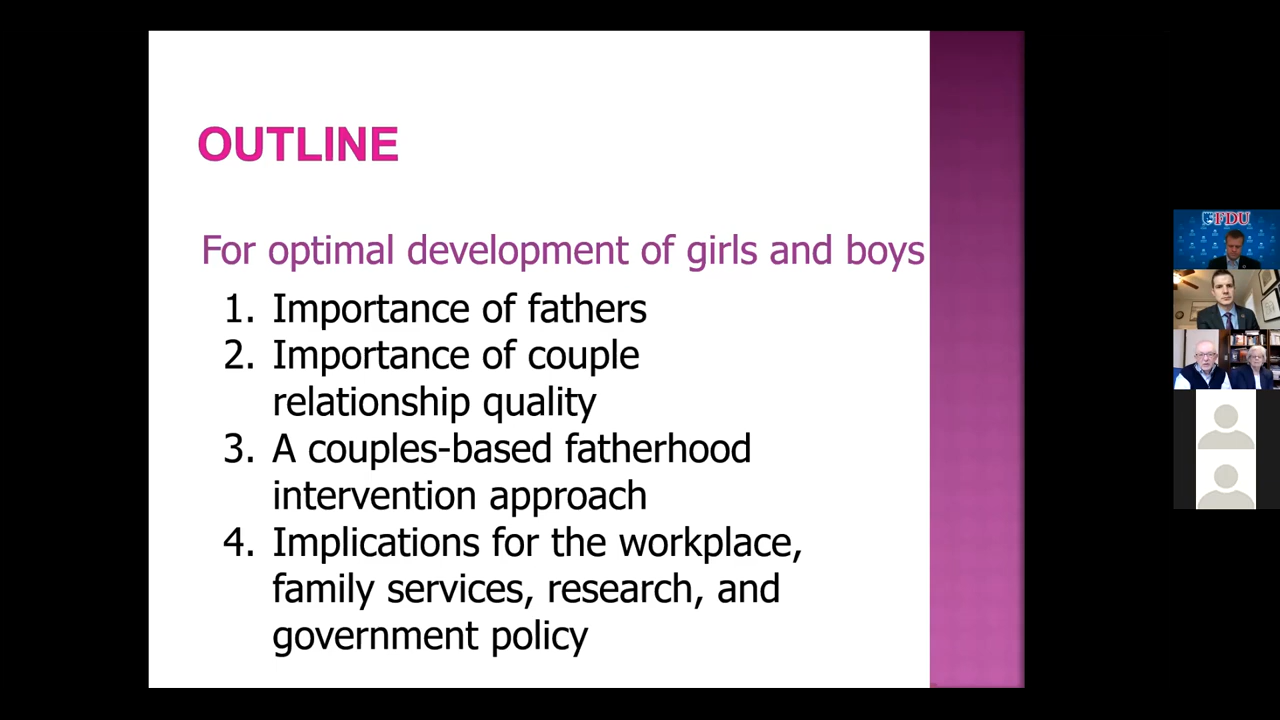 OUTLINE
For optimal development of girls and boys
1. Importance of fathers
2. Importance of couple
relationship quality
3. A couples-based fatherhood
intervention approach
4. Implications for the workplace,
family services, research, and
government policy
FDU